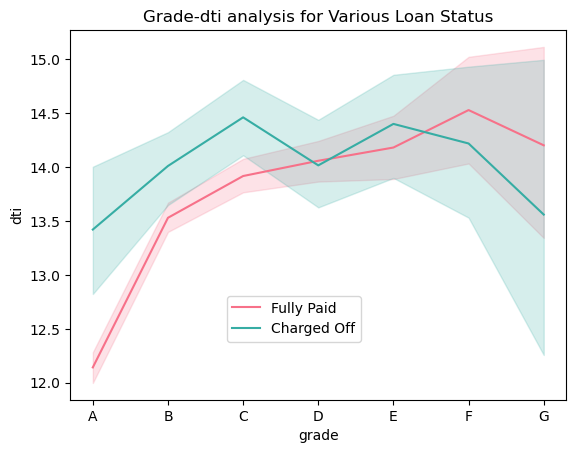 Grade-dti analysis for Various Loan Status
15.0
14.5
14.0
13.5
13.0
12.5
12.0
dti
Fully Paid
Charged Off
A B C D E F G
grade